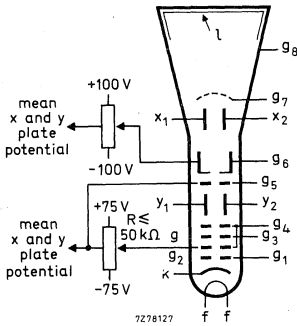 l
g8
g7
+100 V
x1
x2
mean
x and y
plate
potential
g6
-100 V
g5
+75 V
y1
y2
R ≤
50 kΩ
g4
g
g3
mean
x and y
plate
potential
g2
g1
-75 V
k
f
f
7Z78127